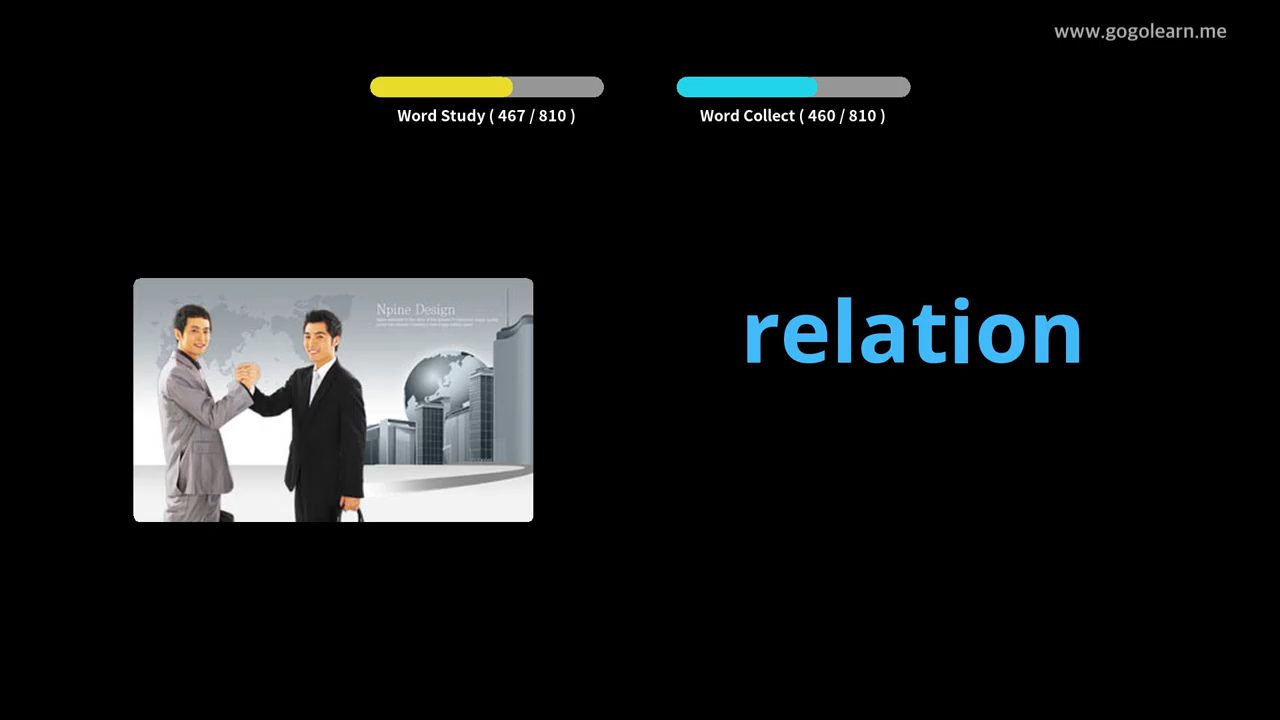 www.gogolearn.me
Word Study ( 467 / 810 )
Word Collect ( 460 / 810 )
Npine Design
relation